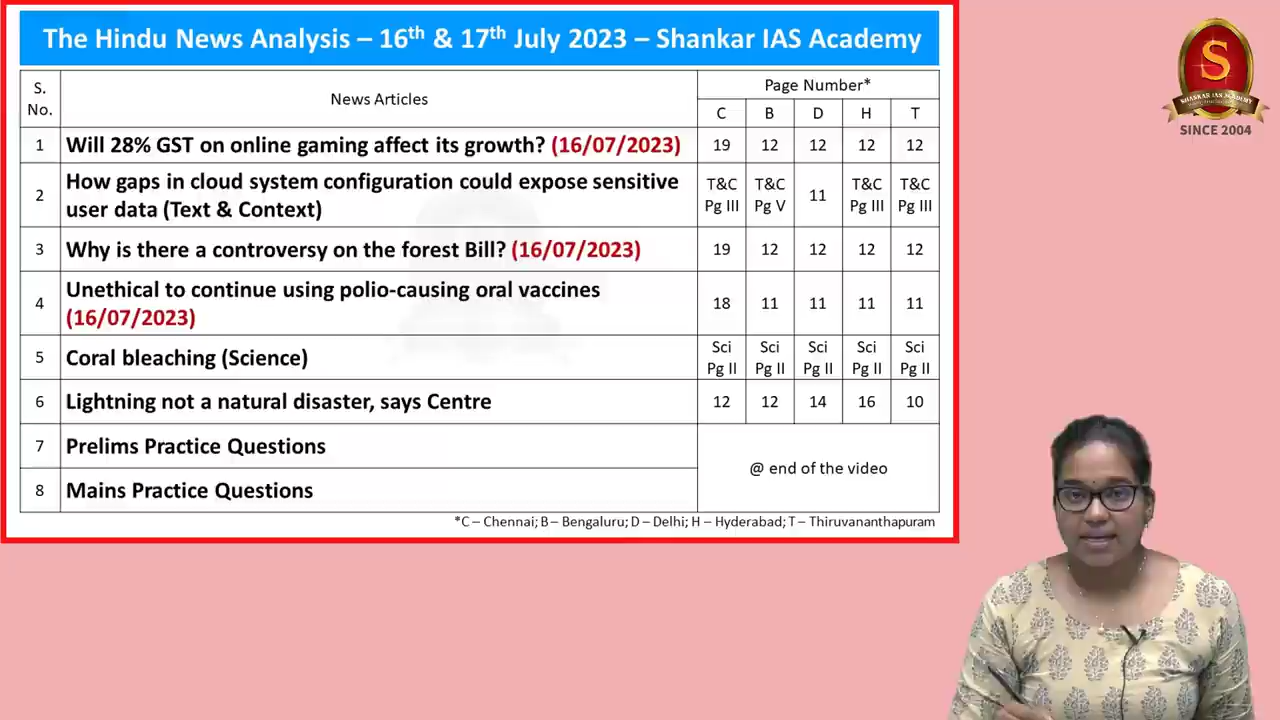 The Hindu News Analysis – 16th & 17th July 2023 – Shankar IAS Academy
S. No. News Articles Page Number*
C B D H T
1 Will 28% GST on online gaming affect its growth? (16/07/2023) 19 12 12 12 12
2 How gaps in cloud system configuration could expose sensitive user data (Text & Context) T&C Pg III T&C Pg V 11 T&C Pg III T&C Pg III
3 Why is there a controversy on the forest Bill? (16/07/2023) 19 12 12 12 12
4 Unethical to continue using polio-causing oral vaccines (16/07/2023) 18 11 11 11 11
5 Coral bleaching (Science) Sci Pg II Sci Pg II Sci Pg II Sci Pg II Sci Pg II
6 Lightning not a natural disaster, says Centre 12 12 14 16 10
7 Prelims Practice Questions
@ end of the video
8 Mains Practice Questions
*C – Chennai; B – Bengaluru; D – Delhi; H – Hyderabad; T – Thiruvananthapuram
S
SHANKAR IAS ACADEMY
SINCE 2004